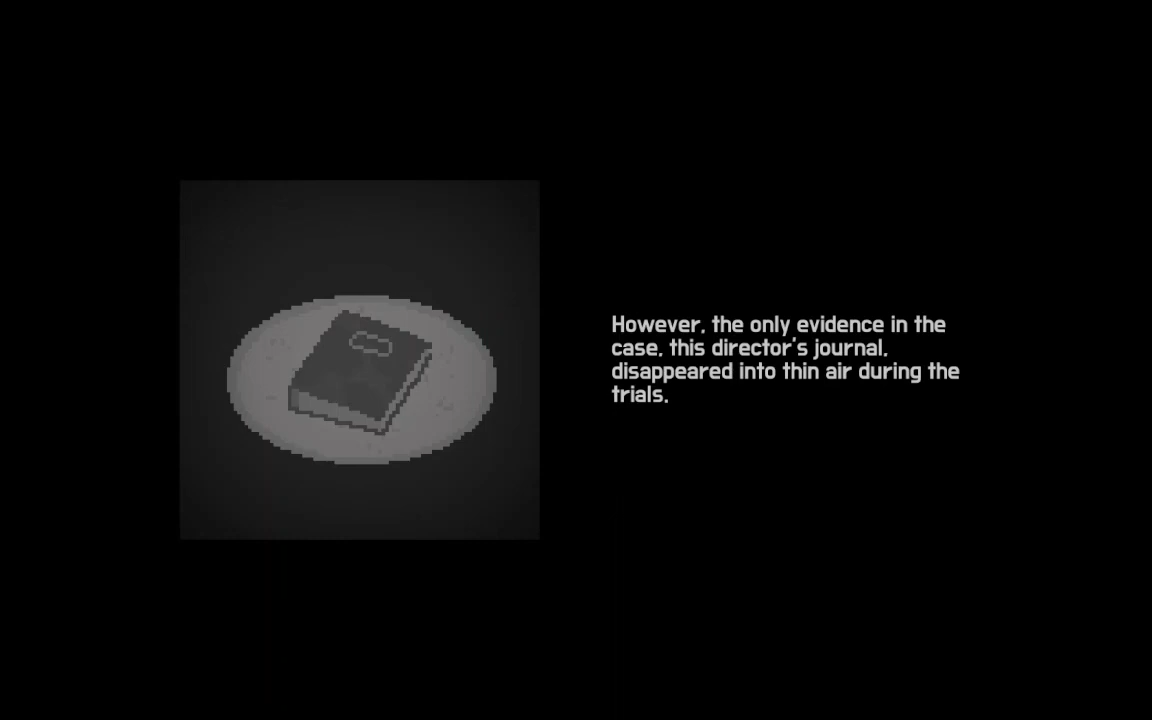 However, the only evidence in the
case, this director's journal,
disappeared into thin air during the
trials.